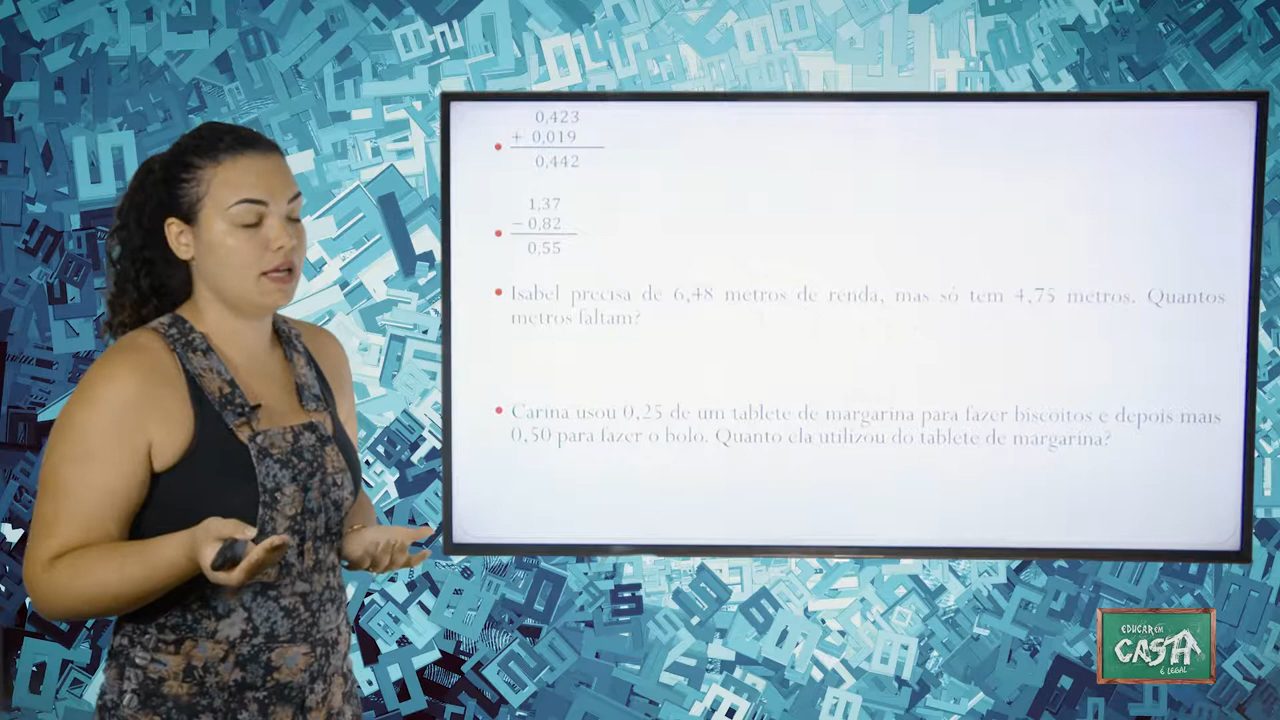 0,423
+ 0,019
0,442
1,37
− 0,82
0,55
Isabel precisa de 6,48 metros de renda, mas só tem 4,75 metros. Quantos
metros faltam?
Carina usou 0,25 de um tablete de margarina para fazer biscoitos e depois mais
0,50 para fazer o bolo. Quanto ela utilizou do tablete de margarina?
EDUCAR EM
CASA
É LEGAL